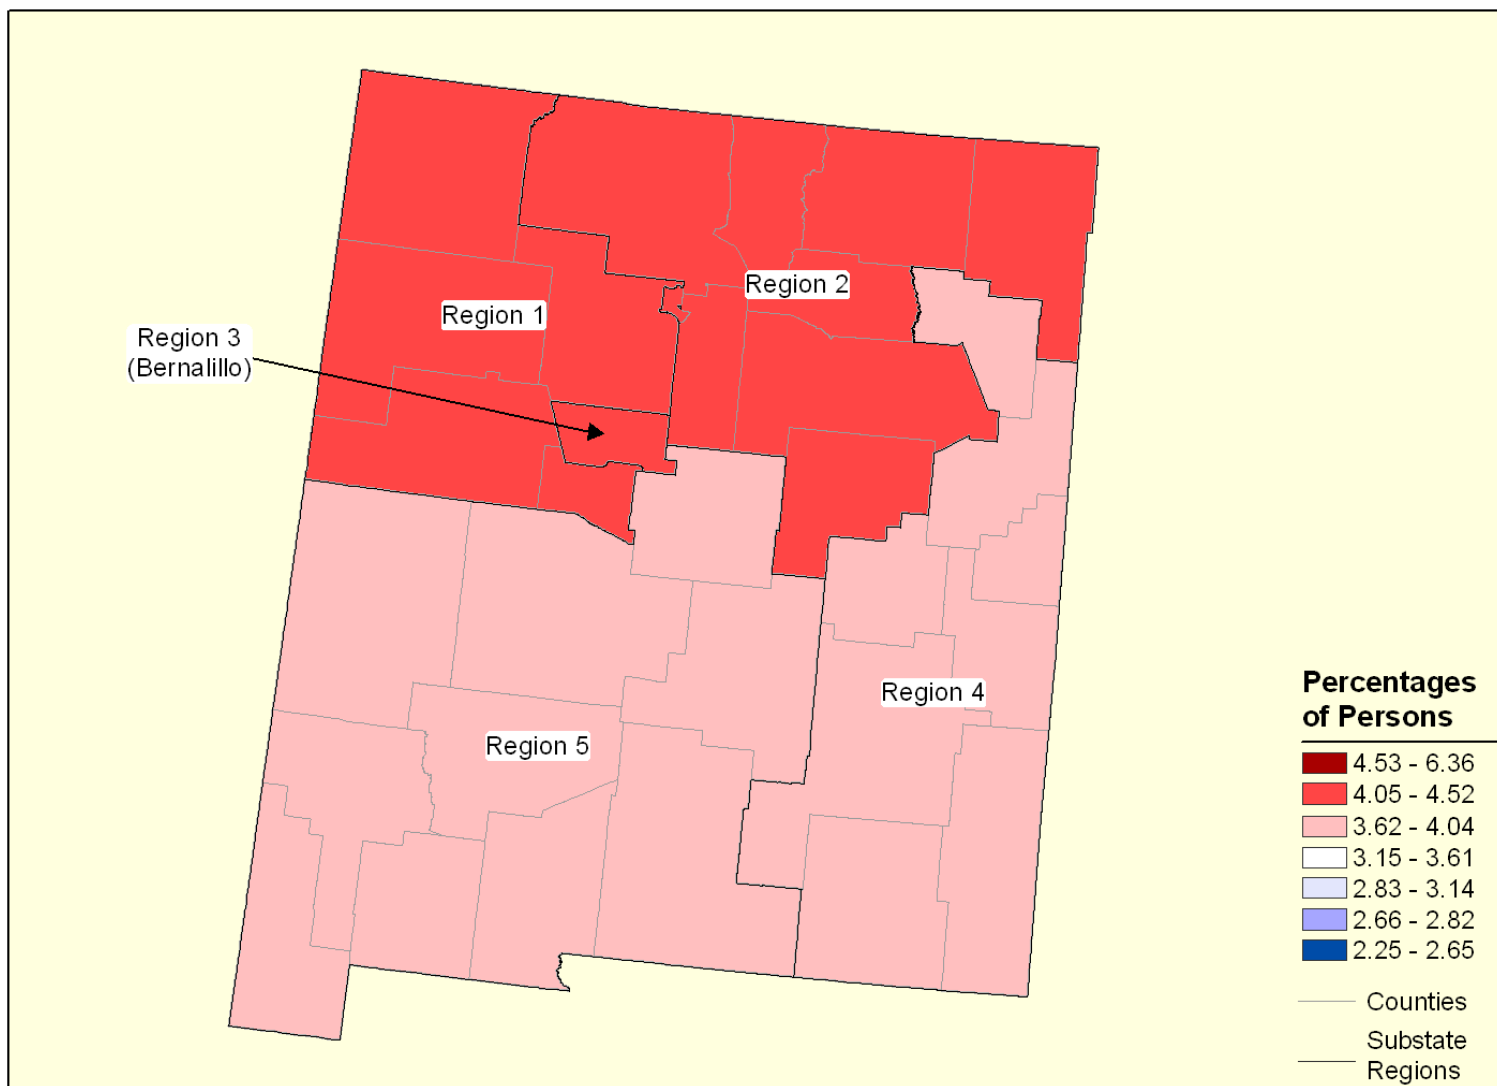 Region 2
Region 1
Region 3
(Bernalillo)
Region 4
Region 5
Percentages
of Persons
4.53 - 6.36
4.05 - 4.52
3.62 - 4.04
3.15 - 3.61
2.83 - 3.14
2.66 - 2.82
2.25 - 2.65
Counties
Substate
Regions